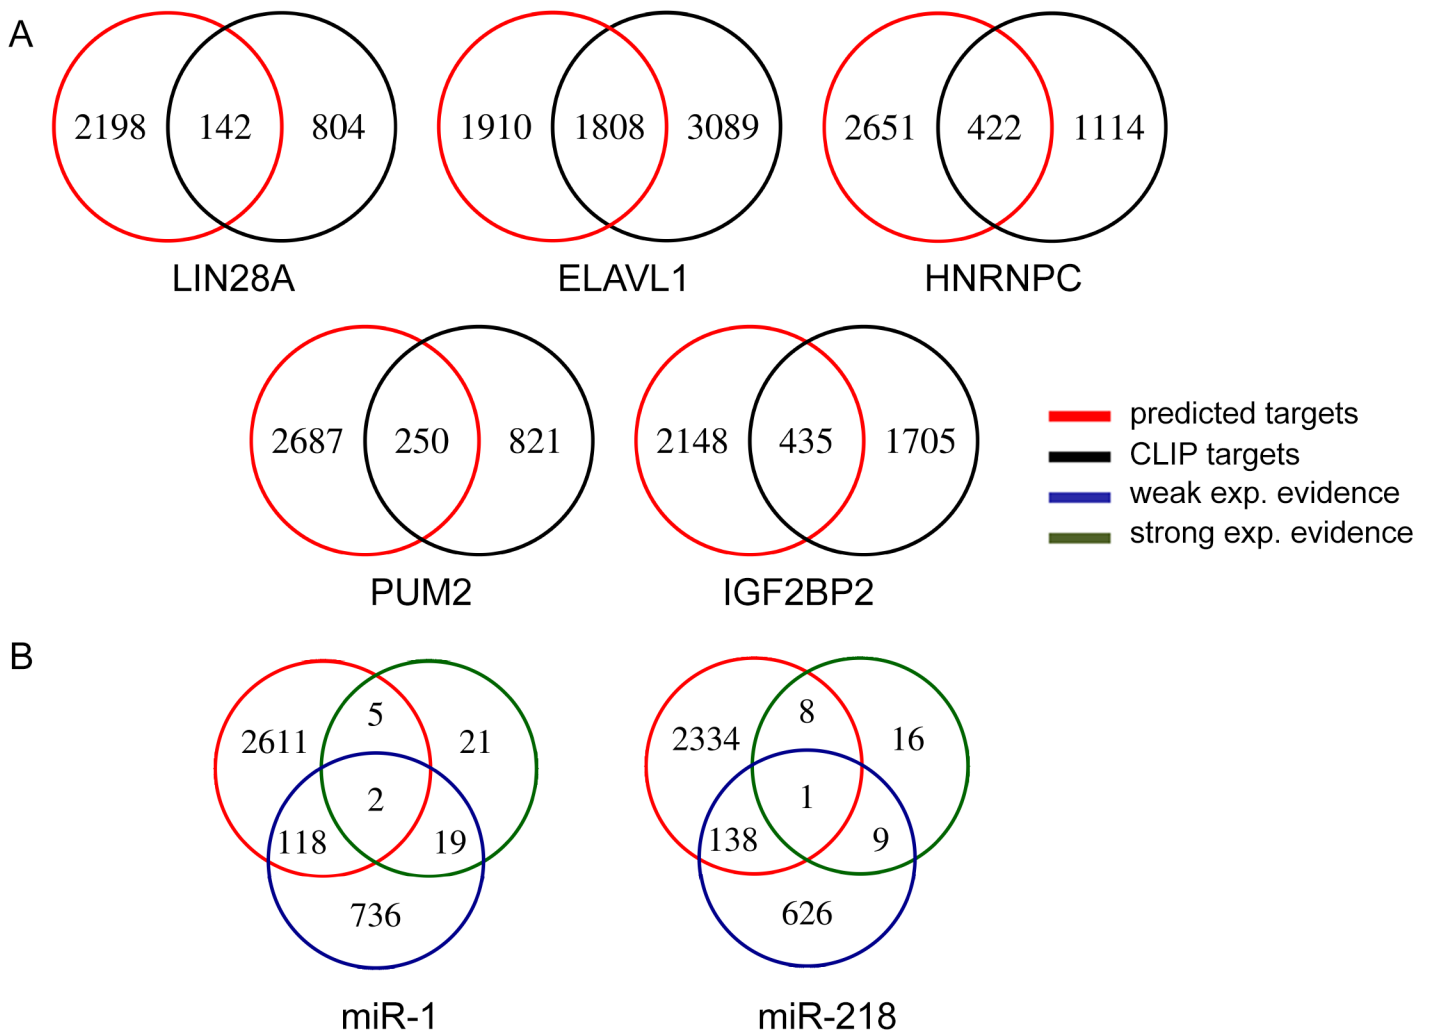 A
2198 142 804
1910 1808 3089
2651 422 1114
LIN28A
ELAVL1
HNRNPC
2687 250 821
2148 435 1705
PUM2
IGF2BP2
predicted targets
CLIP targets
weak exp. evidence
strong exp. evidence
B
5
2611
21
2
118
19
736
miR-1
8
2334
16
1
138
9
626
miR-218